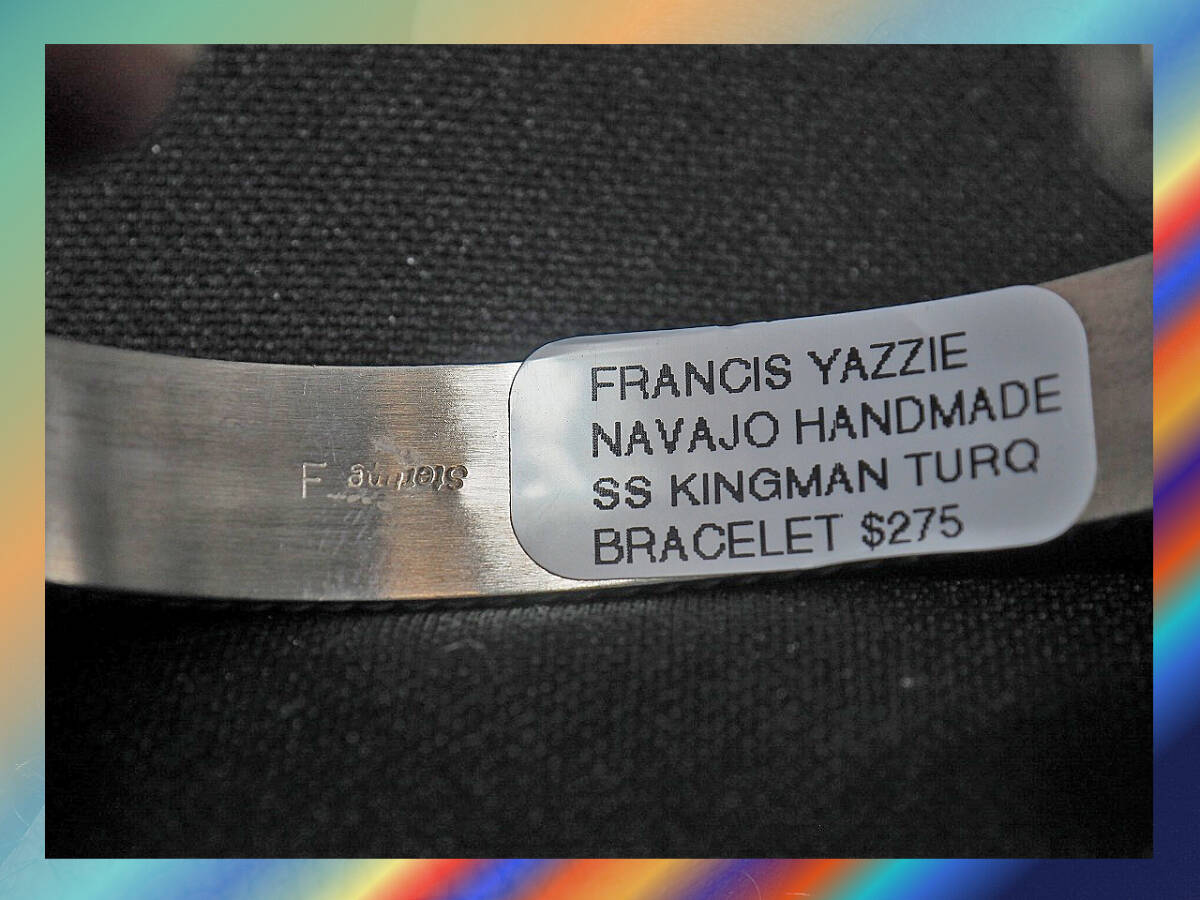 F Sterling
FRANCIS YAZZIE
NAVAJO HANDMADE
SS KINGMAN TURQ
BRACELET $275